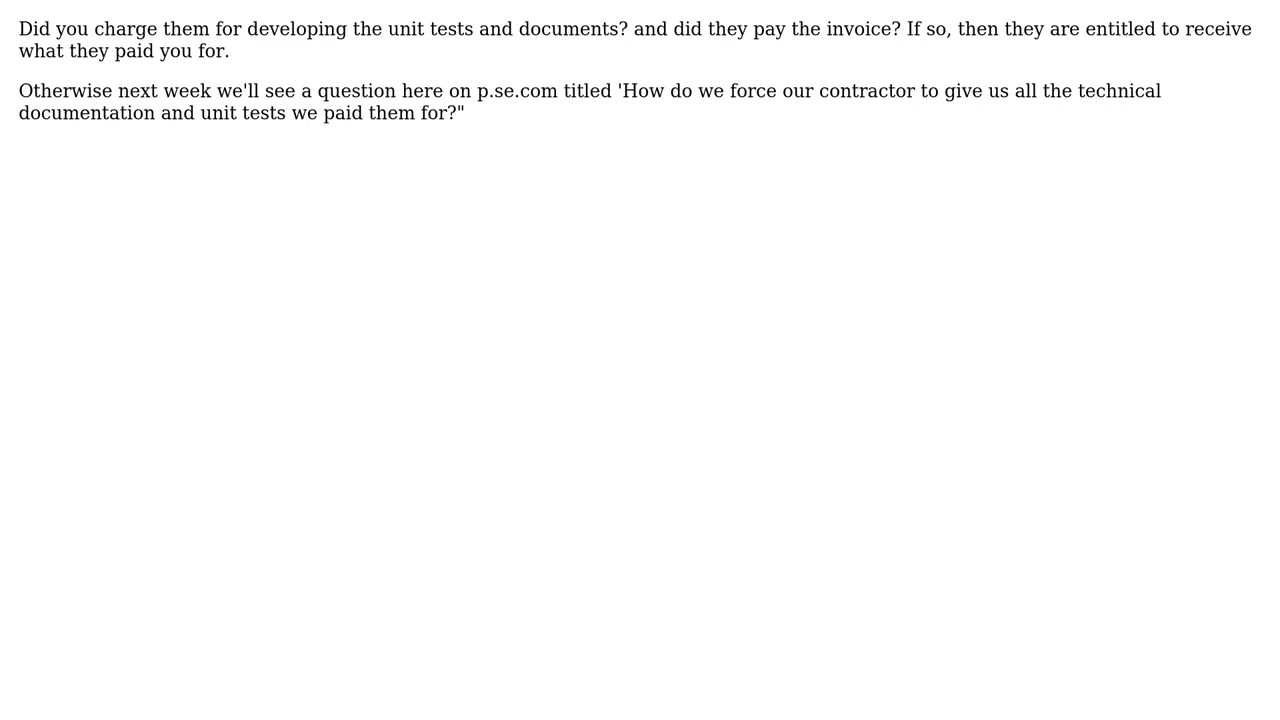 Did you charge them for developing the unit tests and documents? and did they pay the invoice? If so, then they are entitled to receive
what they paid you for.
Otherwise next week we'll see a question here on p.se.com titled 'How do we force our contractor to give us all the technical
documentation and unit tests we paid them for?"